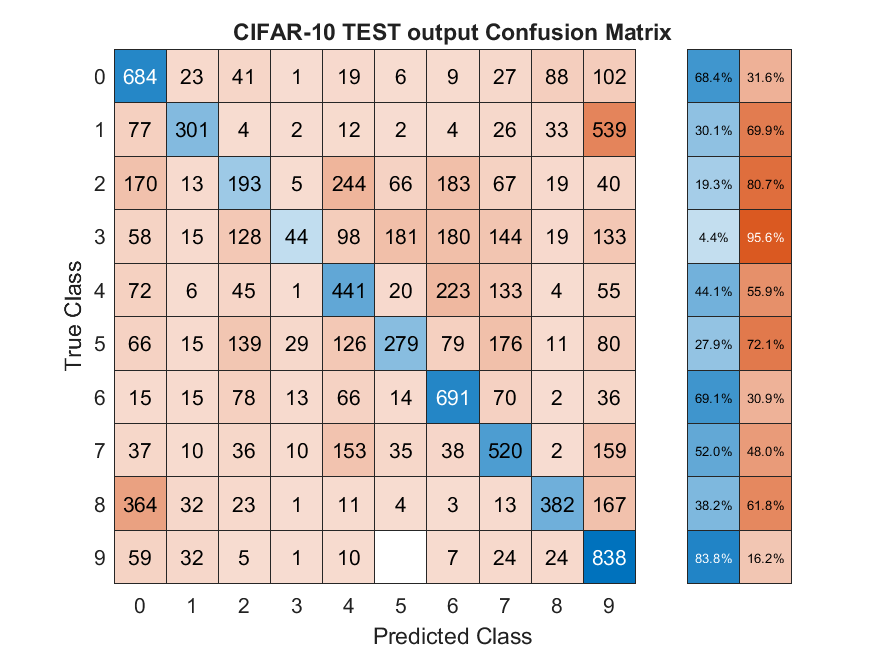 CIFAR-10 TEST output Confusion Matrix
0 684 23 41 1 19 6 9 27 88 102 68.4% 31.6%
1 77 301 4 2 12 2 4 26 33 539 30.1% 69.9%
2 170 13 193 5 244 66 183 67 19 40 19.3% 80.7%
3 58 15 128 44 98 181 180 144 19 133 4.4% 95.6%
4 72 6 45 1 441 20 223 133 4 55 44.1% 55.9%
5 66 15 139 29 126 279 79 176 11 80 27.9% 72.1%
6 15 15 78 13 66 14 691 70 2 36 69.1% 30.9%
7 37 10 36 10 153 35 38 520 2 159 52.0% 48.0%
8 364 32 23 1 11 4 3 13 382 167 38.2% 61.8%
9 59 32 5 1 10 7 24 24 838 83.8% 16.2%
0 1 2 3 4 5 6 7 8 9
Predicted Class
True Class